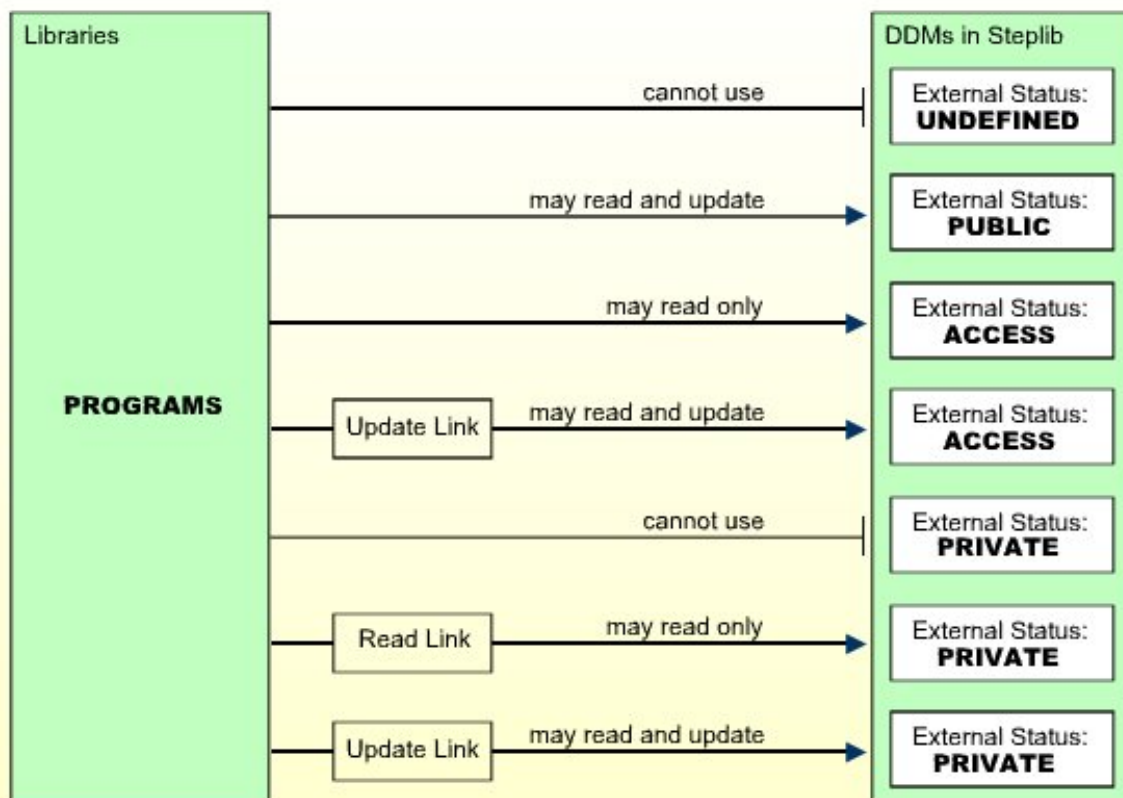 Libraries
DDMs in Steplib
cannot use
External Status:
UNDEFINED
may read and update
External Status:
PUBLIC
may read only
External Status:
ACCESS
PROGRAMS
Update Link
may read and update
External Status:
ACCESS
cannot use
External Status:
PRIVATE
Read Link
may read only
External Status:
PRIVATE
Update Link
may read and update
External Status:
PRIVATE